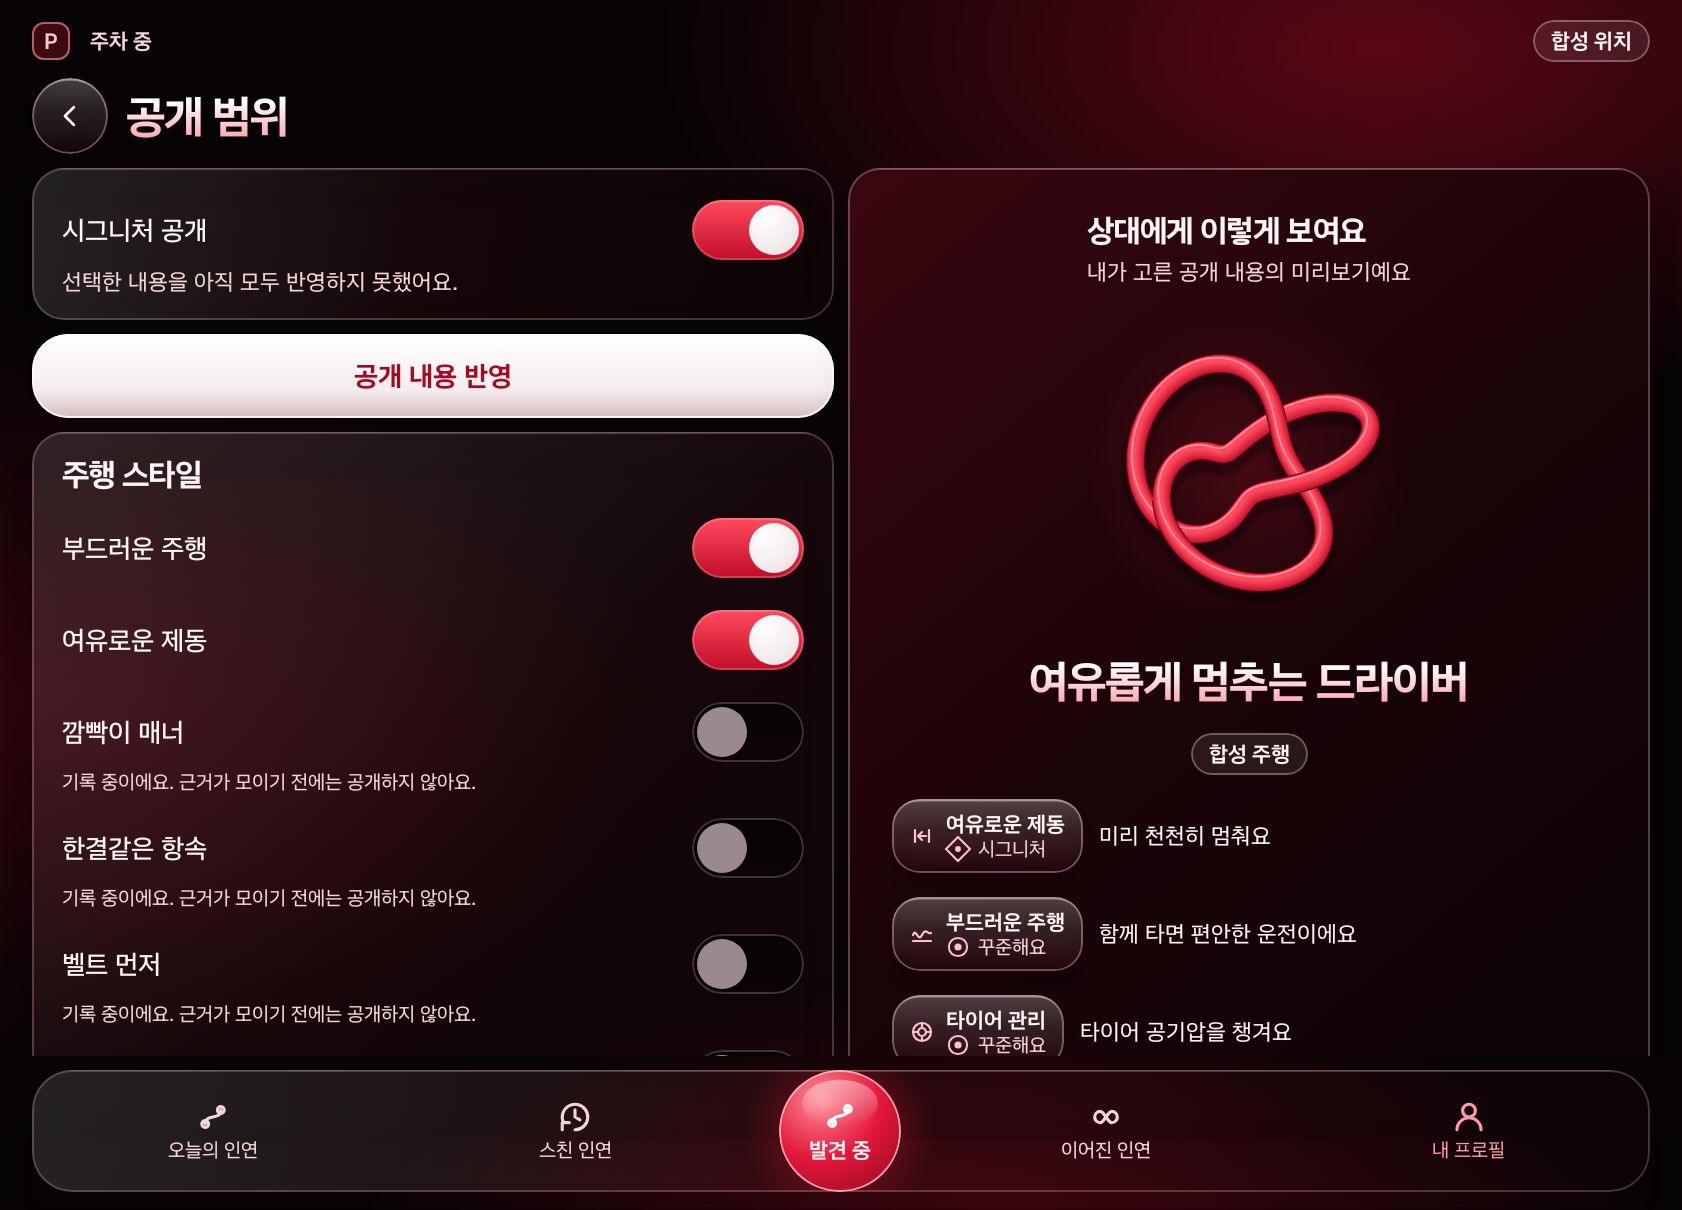 P 주차 중
합성 위치
공개 범위
시그니처 공개
선택한 내용을 아직 모두 반영하지 못했어요.
공개 내용 반영
주행 스타일
부드러운 주행
여유로운 제동
깜빡이 매너
기록 중이에요. 근거가 모이기 전에는 공개하지 않아요.
한결같은 항속
기록 중이에요. 근거가 모이기 전에는 공개하지 않아요.
벨트 먼저
기록 중이에요. 근거가 모이기 전에는 공개하지 않아요.
상대에게 이렇게 보여요
내가 고른 공개 내용의 미리보기예요
여유롭게 멈추는 드라이버
합성 주행
여유로운 제동
시그니처
미리 천천히 멈춰요
부드러운 주행
꾸준해요
함께 타면 편안한 운전이에요
타이어 관리
꾸준해요
타이어 공기압을 챙겨요
오늘의 인연
스친 인연
발견 중
이어진 인연
내 프로필